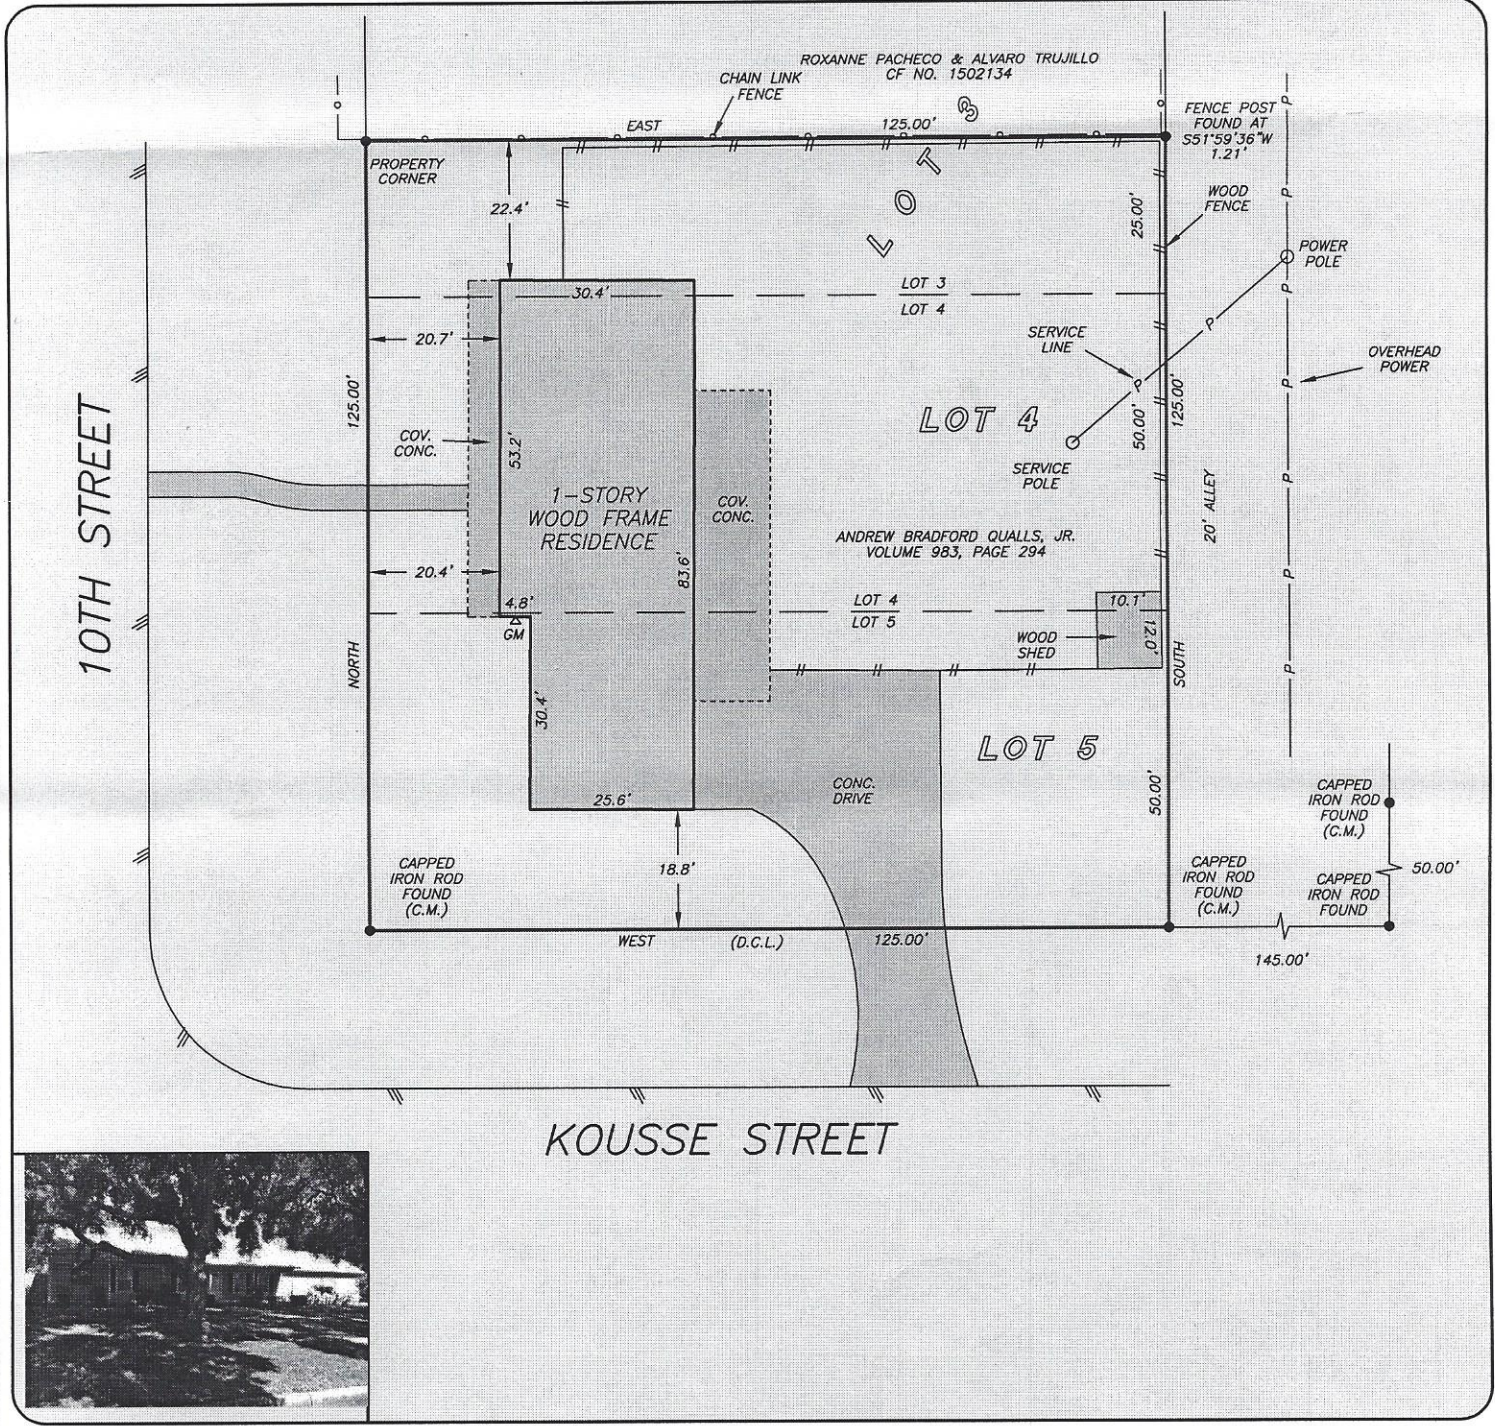 ROXANNE PACHECO & ALVARO TRUJILLO
CF NO. 1502134
CHAIN LINK
FENCE
EAST
125.00'
FENCE POST
FOUND AT
S51°59'36"W
1.21'
PROPERTY
CORNER
22.4'
LOT 3
25.00'
WOOD
FENCE
P
P
POWER
POLE
P
LOT 3
LOT 4
30.4'
20.7'
P
SERVICE
LINE
P
OVERHEAD
POWER
P
125.00'
COV.
CONC.
53.2'
LOT 4
50.00'
125.00'
SERVICE
POLE
10TH STREET
1-STORY
WOOD FRAME
RESIDENCE
COV.
CONC.
P
20' ALLEY
ANDREW BRADFORD QUALLS, JR.
VOLUME 983, PAGE 294
20.4'
83.6'
P
4.8'
GM
LOT 4
LOT 5
10.1'
12.0'
WOOD
SHED
NORTH
SOUTH
P
30.4'
LOT 5
25.6'
CONC.
DRIVE
50.00'
CAPPED
IRON ROD
FOUND
(C.M.)
18.8'
CAPPED
IRON ROD
FOUND
(C.M.)
CAPPED
IRON ROD
FOUND
(C.M.)
CAPPED
IRON ROD
FOUND
50.00'
WEST
(D.C.L.)
125.00'
145.00'
KOUSSE STREET